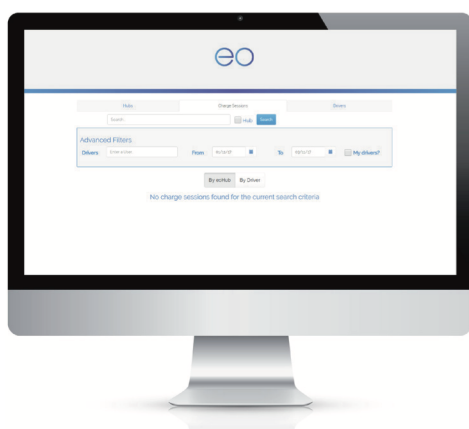 eo
Hubs Charge Sessions Drivers
Search Hub Search
Advanced Filters
Drivers: From: To My drivers?:
By eoHub By Driver
No charge sessions found for the current search criteria